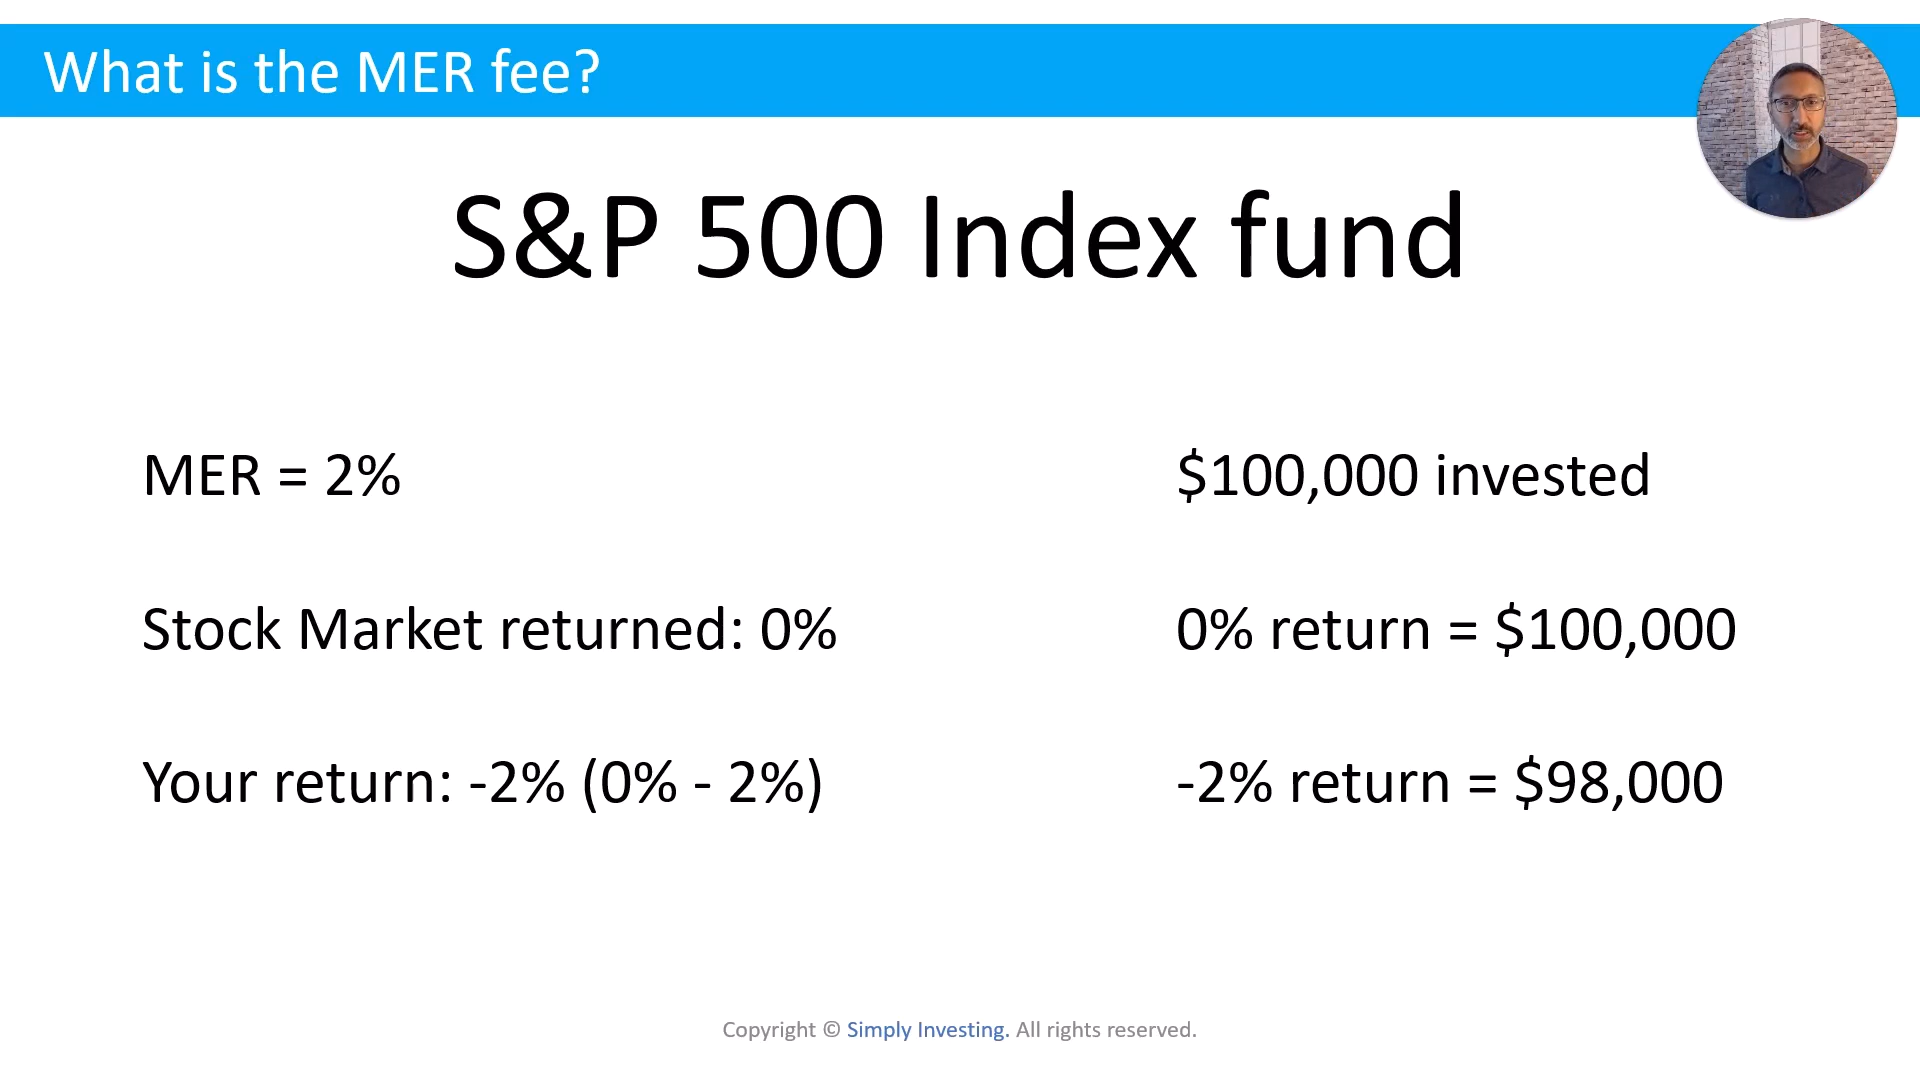 What is the MER fee?
S&P 500 Index fund
MER = 2%
$100,000 invested
Stock Market returned: 0%
0% return = $100,000
Your return: -2% (0% - 2%)
-2% return = $98,000
Copyright © Simply Investing. All rights reserved.